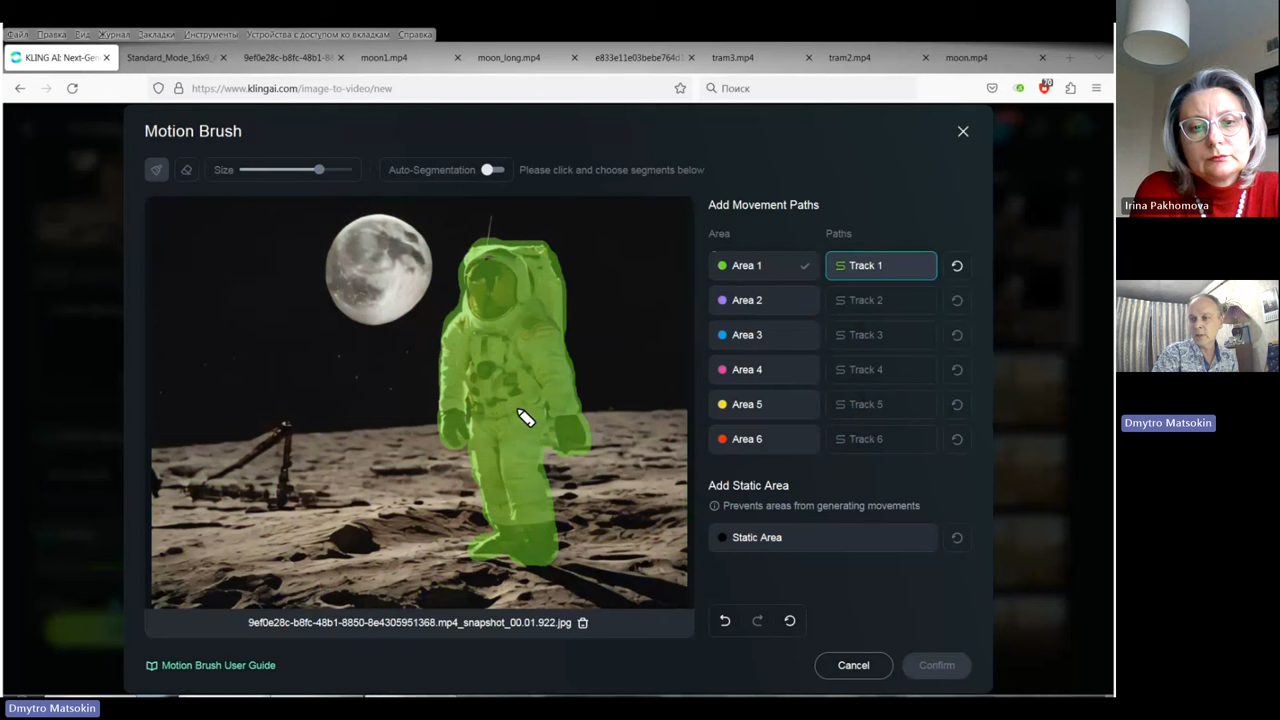 Файл Правка Вид Журнал Закладки Инструменты Устройства с доступом ко вкладкам Справка
KLING AI: Next-Gen Standard_Mode_16x9_ 9ef0e28c-b8fc-48b1-8 moon1.mp4 moon_long.mp4 e833e11e03bebe764d tram3.mp4 tram2.mp4 moon.mp4
https://www.klingai.com/image-to-video/new Поиск
Motion Brush
Size Auto-Segmentation Please click and choose segments below
Add Movement Paths
Area Paths
Area 1 Track 1
Area 2 Track 2
Area 3 Track 3
Area 4 Track 4
Area 5 Track 5
Area 6 Track 6
Add Static Area
Prevents areas from generating movements
Static Area
9ef0e28c-b8fc-48b1-8850-8e4305951368.mp4_snapshot_00.01.922.jpg
Motion Brush User Guide
Cancel Confirm
Irina Pakhomova
Dmytro Matsokin
Dmytro Matsokin